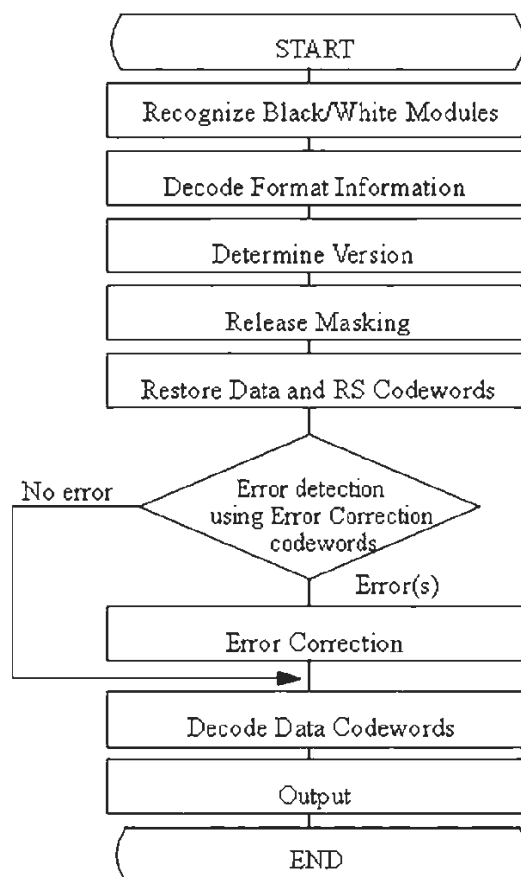 START
Recognize Black/White Modules
Decode Format Information
Determine Version
Release Masking
Restore Data and RS Codewords
No error
Error detection
using Error Correction
codewords
Error(s)
Error Correction
Decode Data Codewords
Output
END